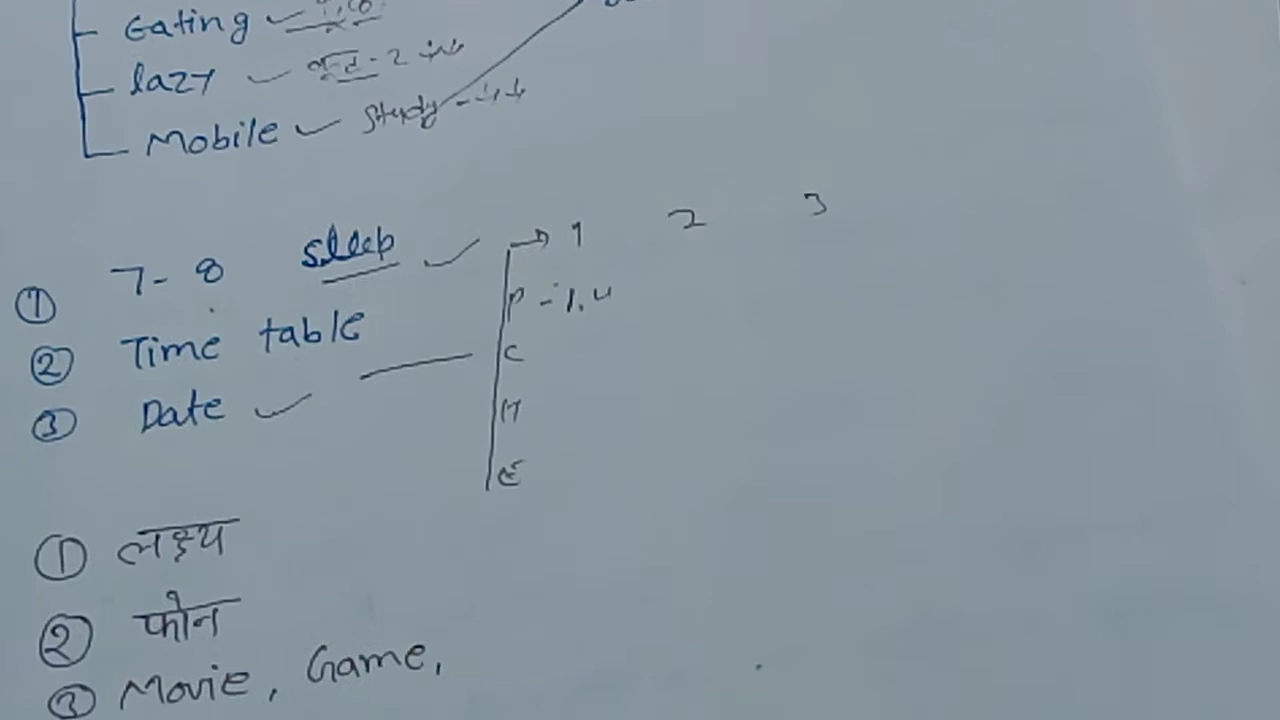 Eating
lazy
Mobile study
① 7-8 sleep → 1 2 3
② Time table P
③ Date C
M
E
① लक्ष्य
② फोन
③ Movie, Game,